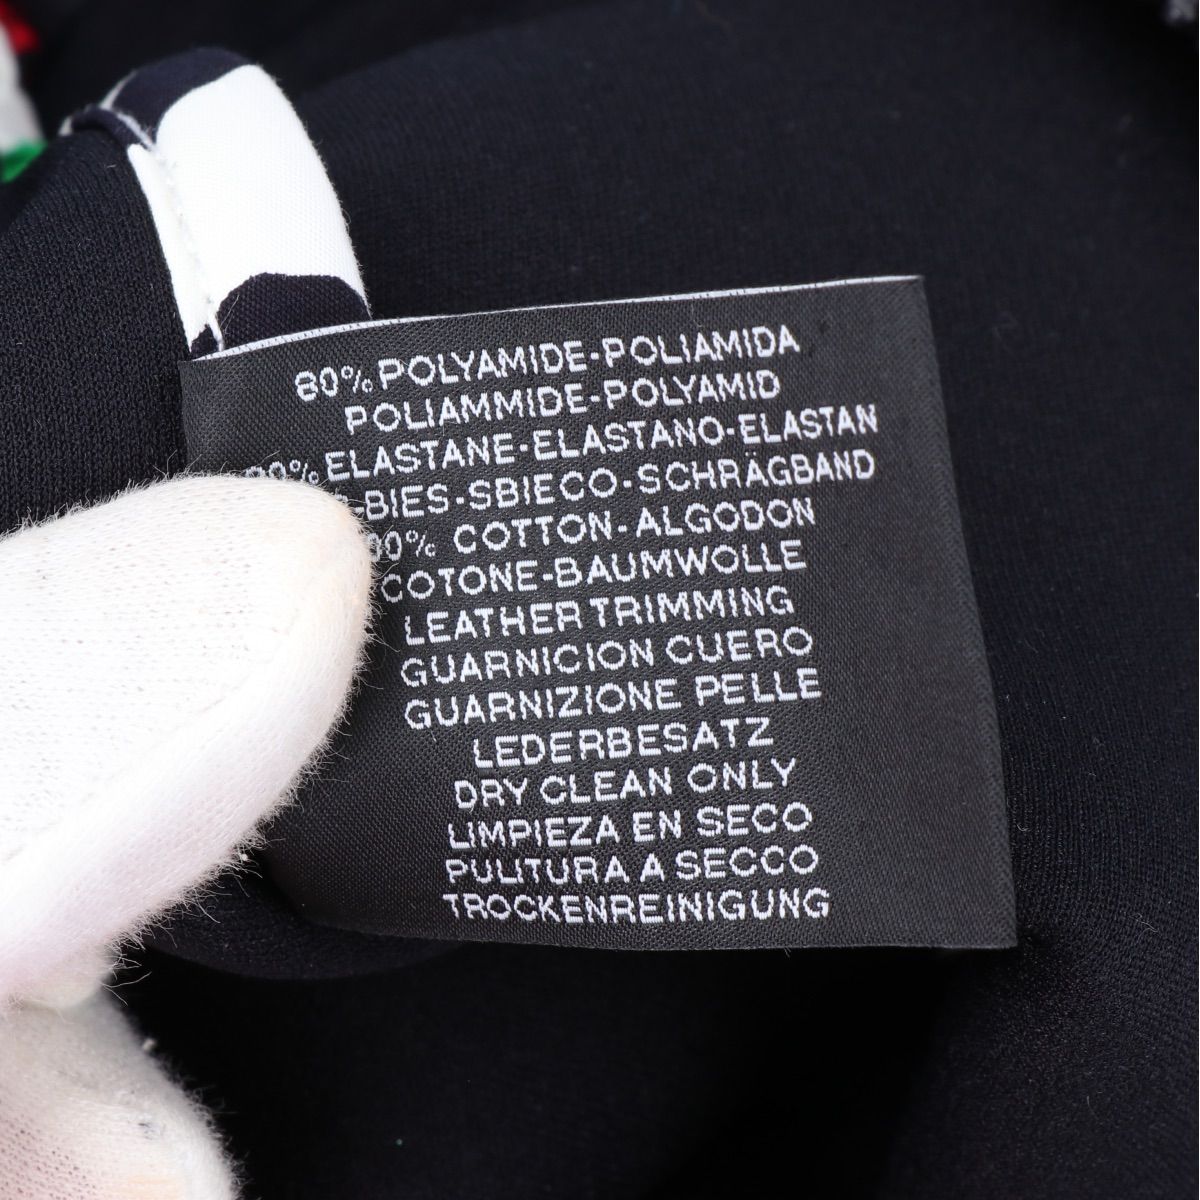 80% POLYAMIDE-POLIAMIDA
POLIAMMIDE-POLYAMID
ELASTANE-ELASTANO-ELASTAN
-BIES-SBIECO-SCHRÄGBAND
COTTON-ALGODON
COTONE-BAUMWOLLE
LEATHER TRIMMING
GUARNICION CUERO
GUARNIZIONE PELLE
LEDERBESATZ
DRY CLEAN ONLY
LIMPIEZA EN SECO
PULITURA A SECCO
TROCKENREINIGUNG